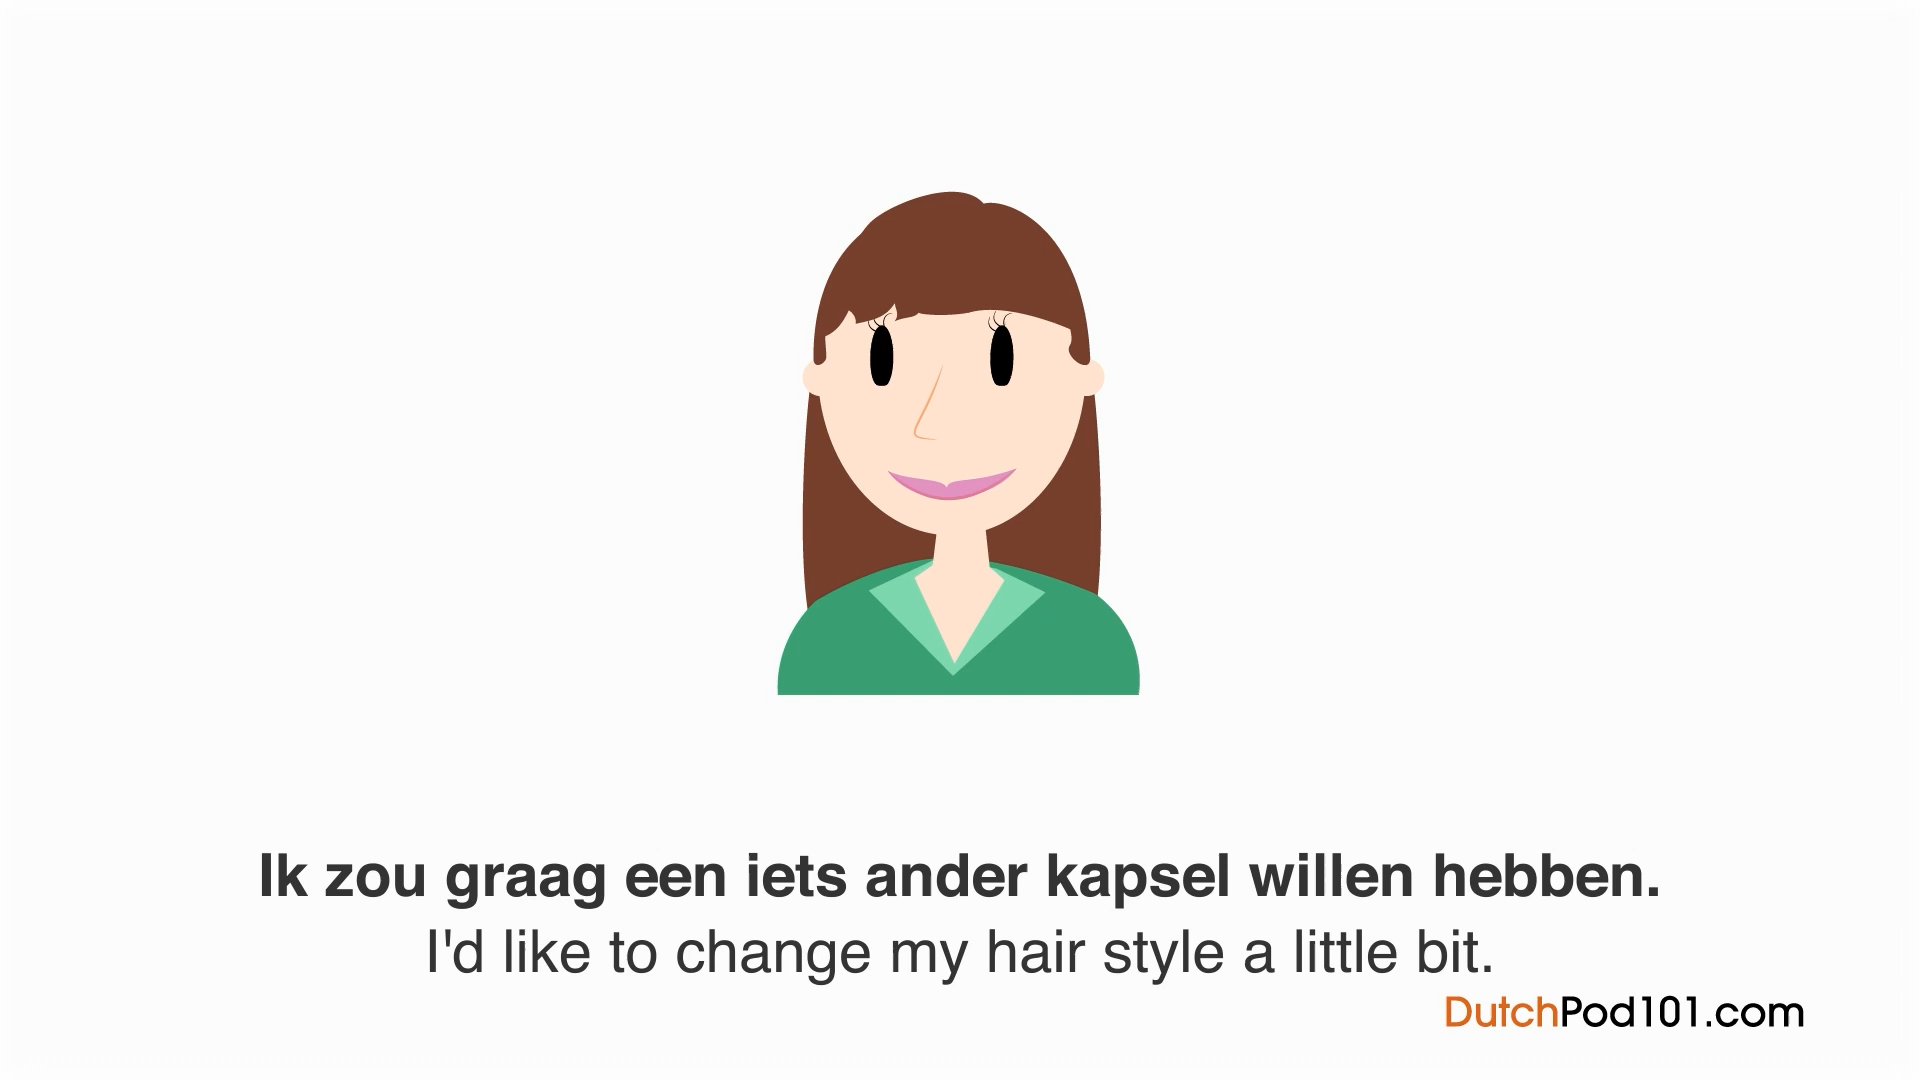 Ik zou graag een iets ander kapsel willen hebben.
I'd like to change my hair style a little bit.
DutchPod101.com